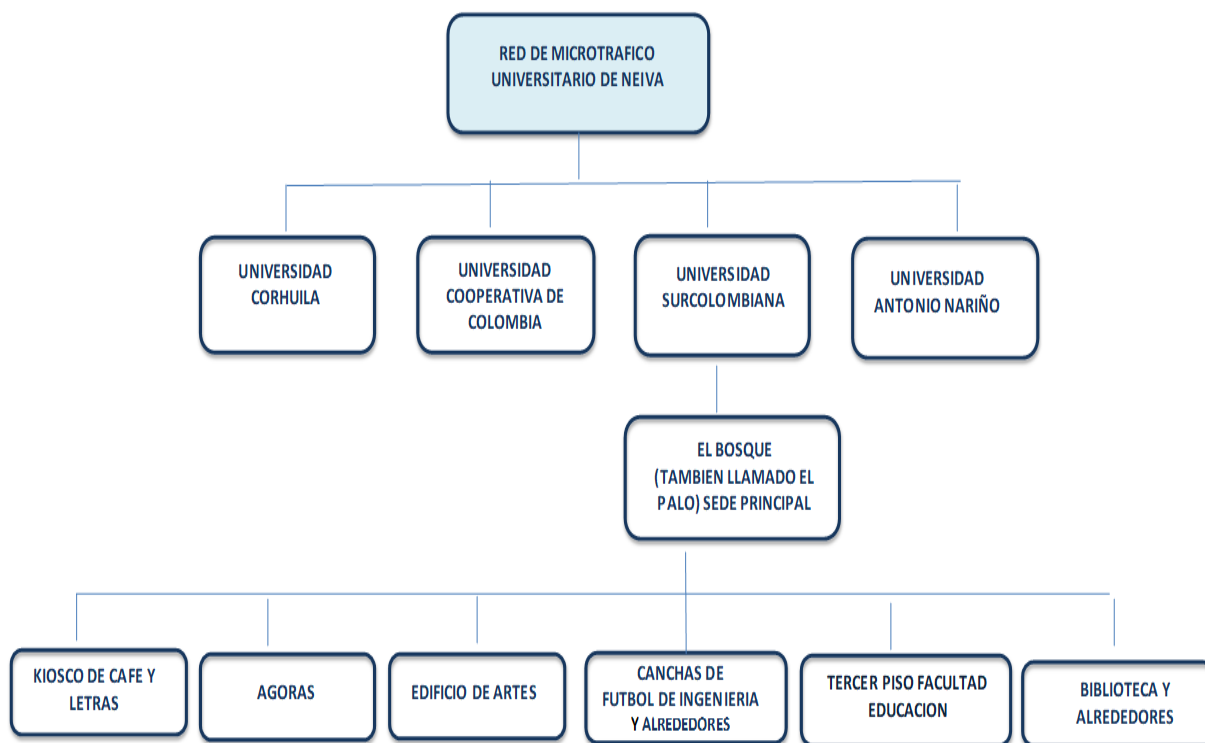 RED DE MICROTRAFICO
UNIVERSITARIO DE NEIVA
UNIVERSIDAD
CORHUILA
UNIVERSIDAD
COOPERATIVA DE
COLOMBIA
UNIVERSIDAD
SURCOLOMBIANA
UNIVERSIDAD
ANTONIO NARIÑO
EL BOSQUE
(TAMBIEN LLAMADO EL
PALO) SEDE PRINCIPAL
KIOSCO DE CAFE Y
LETRAS
AGORAS
EDIFICIO DE ARTES
CANCHAS DE
FUTBOL DE INGENIERIA
Y ALREDEDORES
TERCER PISO FACULTAD
EDUCACION
BIBLIOTECA Y
ALREDEDORES